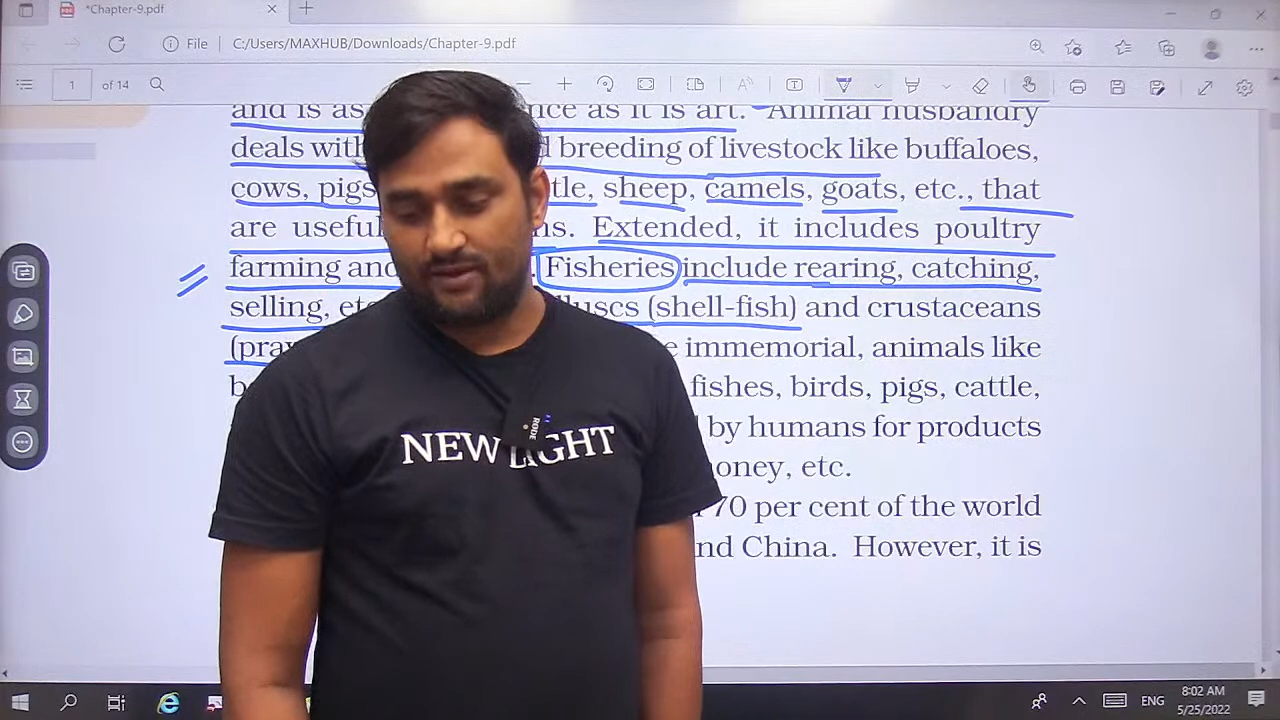 *Chapter-9.pdf
File C:/Users/MAXHUB/Downloads/Chapter-9.pdf
1 of 14
and is as nce as it is art. Animal husbandry
deals with d breeding of livestock like buffaloes,
cows, pigs tle, sheep, camels, goats, etc., that
are useful ns. Extended, it includes poultry
farming and . Fisheries include rearing, catching,
selling, etc lluscs (shell-fish) and crustaceans
(pra e immemorial, animals like
b fishes, birds, pigs, cattle,
by humans for products
oney, etc.
70 per cent of the world
nd China. However, it is
RODE
NEW LIGHT
ENG 8:02 AM
5/25/2022